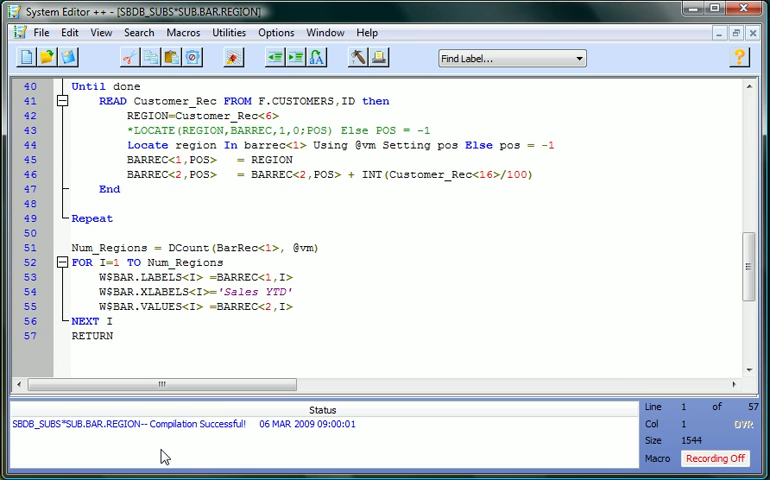 System Editor ++ - [SBDB_SUBS*SUB.BAR.REGION]
File Edit View Search Macros Utilities Options Window Help
Find Label...
40 Until done
41 READ Customer_Rec FROM F.CUSTOMERS,ID then
42 REGION=Customer_Rec<6>
43 *LOCATE(REGION,BARREC,1,0;POS) Else POS = -1
44 Locate region In barrec<1> Using @vm Setting pos Else pos = -1
45 BARREC<1,POS> = REGION
46 BARREC<2,POS> = BARREC<2,POS> + INT(Customer_Rec<16>/100)
47 End
48
49 Repeat
50
51 Num_Regions = DCount(BarRec<1>, @vm)
52 FOR I=1 TO Num_Regions
53 W$BAR.LABELS<I> =BARREC<1,I>
54 W$BAR.XLABELS<I>='Sales YTD'
55 W$BAR.VALUES<I> =BARREC<2,I>
56 NEXT I
57 RETURN
Status
SBDB_SUBS*SUB.BAR.REGION-- Compilation Successful! 06 MAR 2009 09:00:01
Line 1 of 57
Col 1 OVR
Size 1544
Macro Recording Off